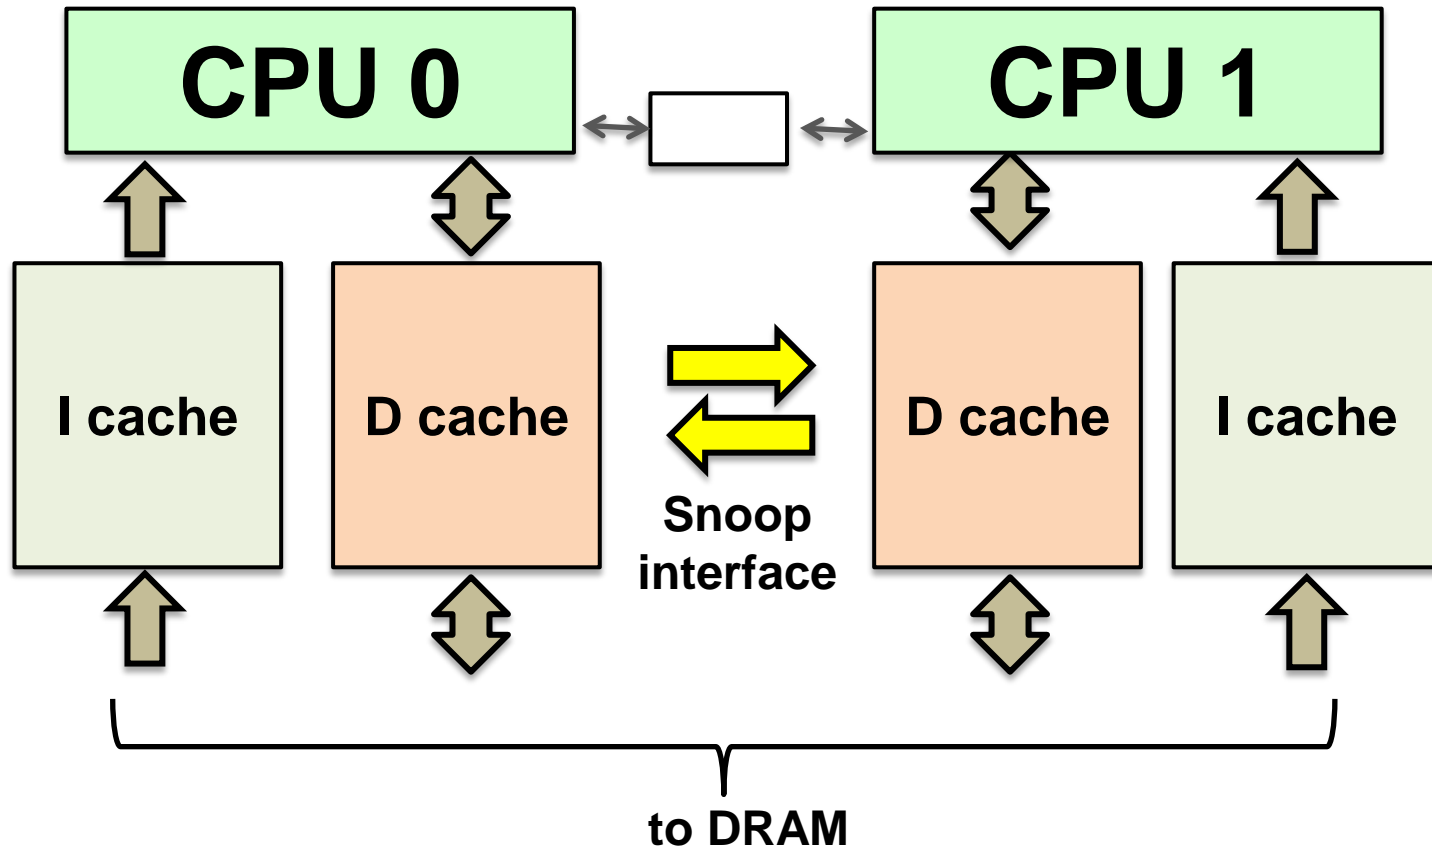 CPU 0
CPU 1
I cache
D cache
D cache
I cache
Snoop
interface
to DRAM